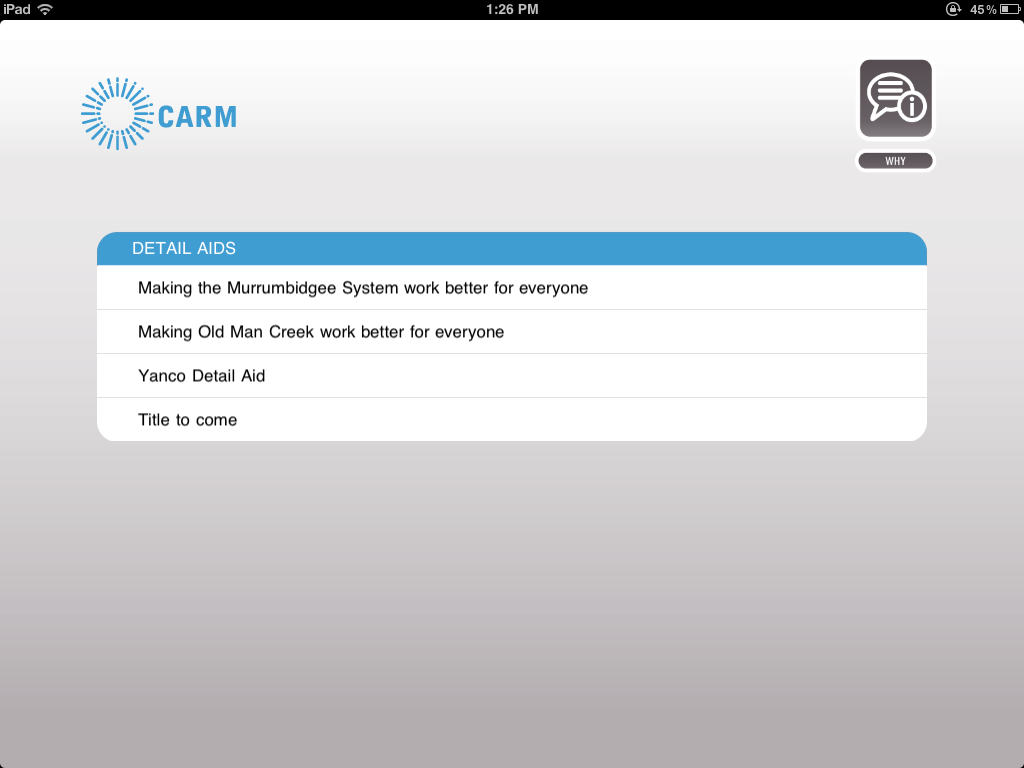 iPad 1:26 PM 45%
CARM
WHY
DETAIL AIDS
Making the Murrumbidgee System work better for everyone
Making Old Man Creek work better for everyone
Yanco Detail Aid
Title to come